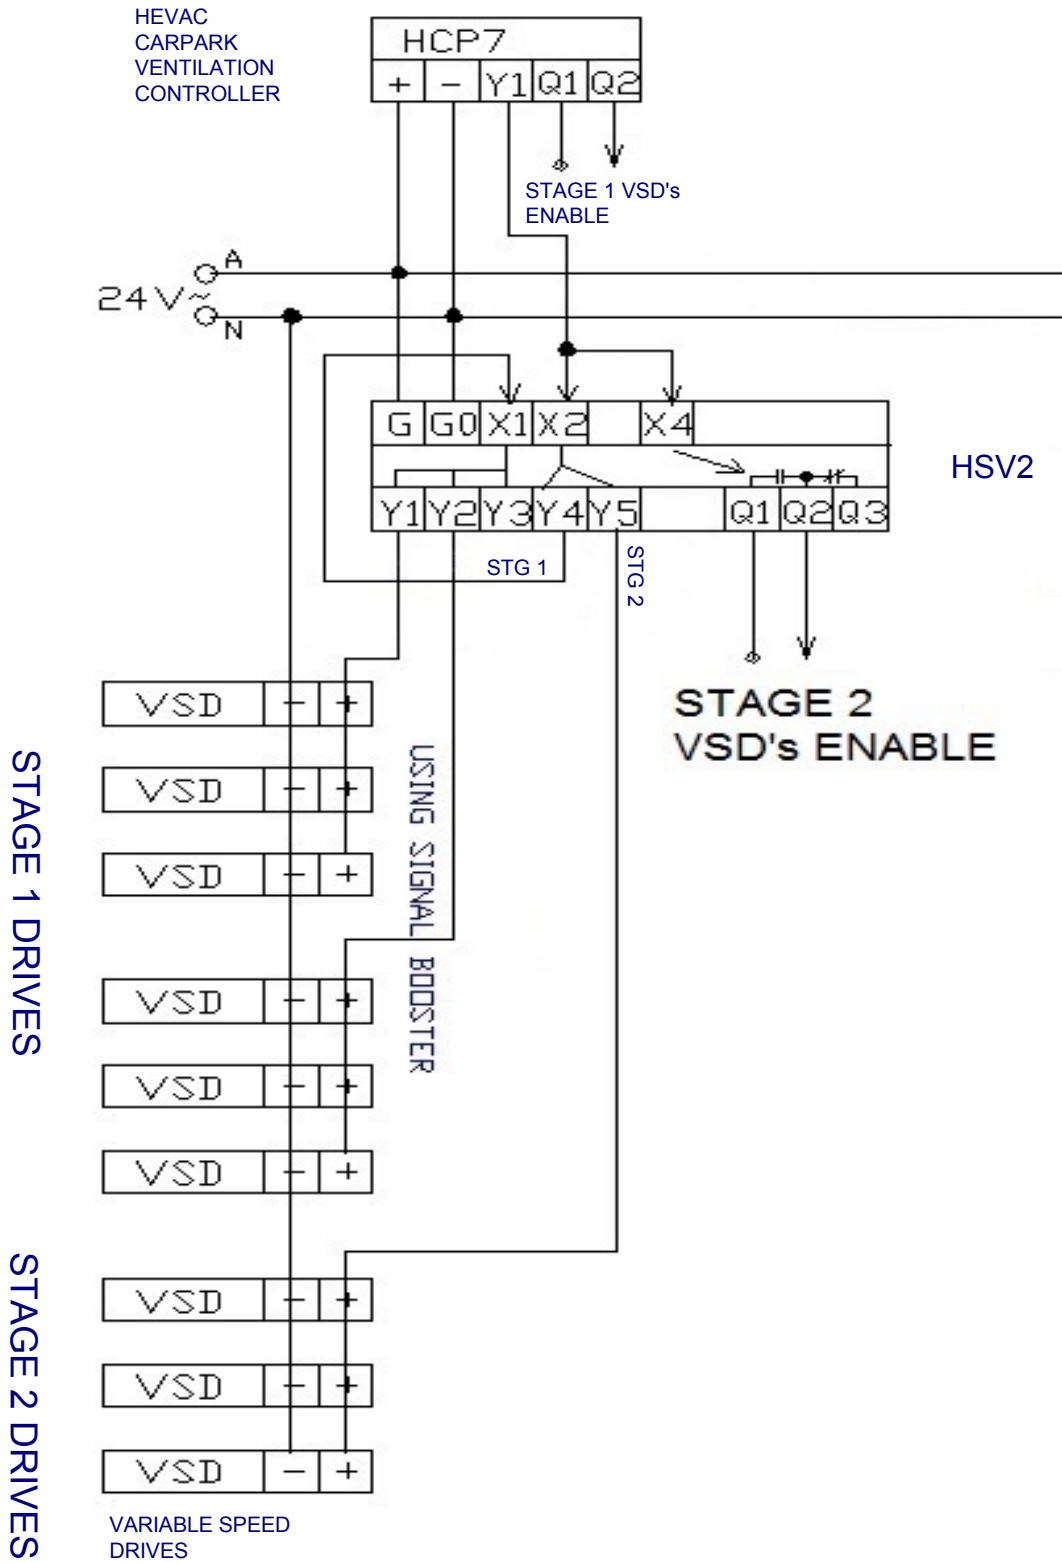 HEVAC
CARPARK
VENTILATION
CONTROLLER
HCP7
+ - Y1 Q1 Q2
STAGE 1 VSD's
ENABLE
24V~
A
N
G G0 X1 X2 X4
HSV2
Y1 Y2 Y3 Y4 Y5 Q1 Q2 Q3
STG 1
STG 2
STAGE 2
VSD's ENABLE
STAGE 1 DRIVES
USING SIGNAL BOOSTER
VSD - +
VSD - +
VSD - +
VSD - +
VSD - +
VSD - +
STAGE 2 DRIVES
VSD - +
VSD - +
VSD - +
VARIABLE SPEED
DRIVES